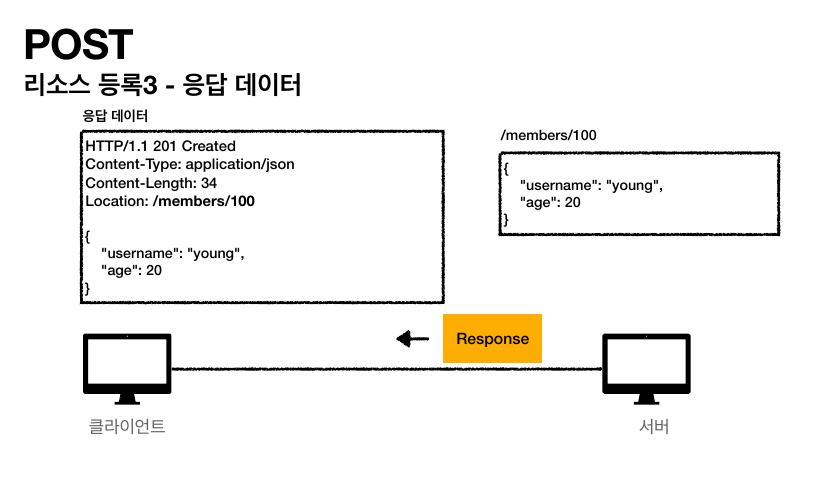 POST
리소스 등록3 - 응답 데이터
응답 데이터
HTTP/1.1 201 Created
Content-Type: application/json
Content-Length: 34
Location: /members/100
{
"username": "young",
"age": 20
}
/members/100
{
"username": "young",
"age": 20
}
Response
클라이언트
서버